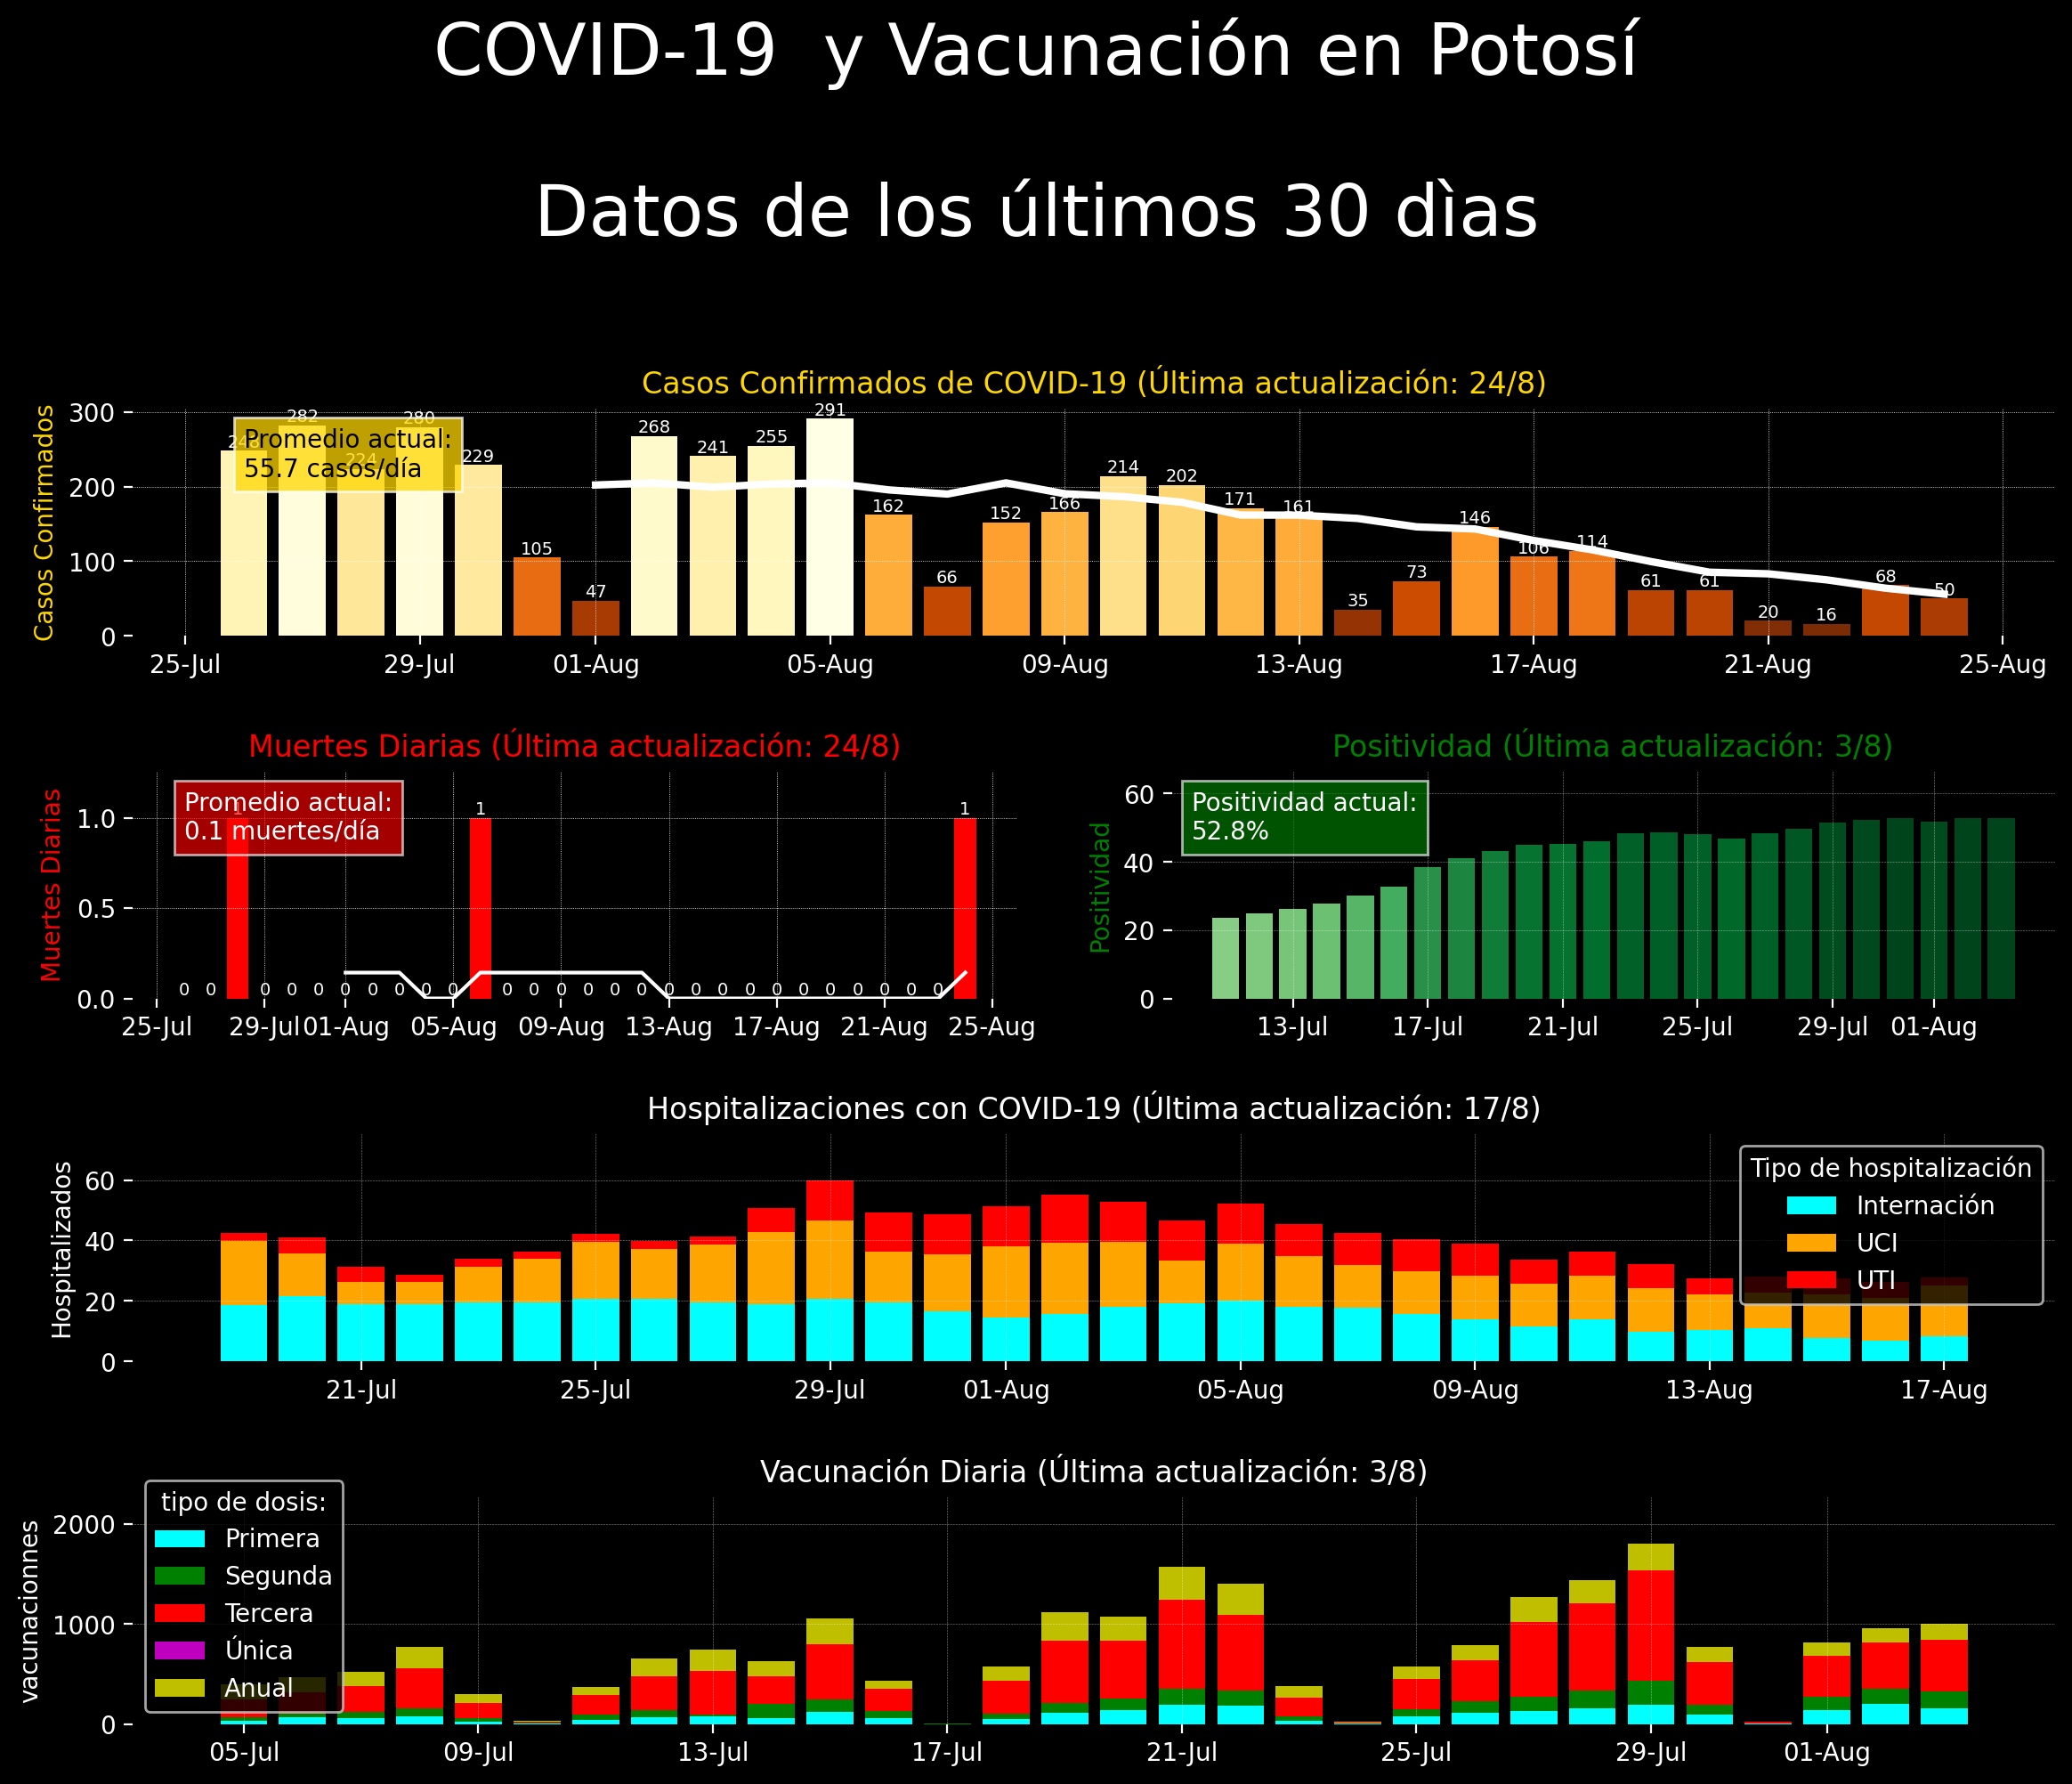 COVID-19  y Vacunación en Potosí
Datos de los últimos 30 dìas
Casos Confirmados de COVID-19 (Última actualización: 24/8)
Casos Confirmados
300
200
100
0
Promedio actual:
55.7 casos/día
248 282 224 280 229 105 47 268 241 255 291 162 66 152 166 214 202 171 161 35 73 146 106 114 61 61 20 16 68 50
25-Jul 29-Jul 01-Aug 05-Aug 09-Aug 13-Aug 17-Aug 21-Aug 25-Aug
Muertes Diarias (Última actualización: 24/8)
Muertes Diarias
1.0
0.5
0.0
Promedio actual:
0.1 muertes/día
0 0 1 0 0 0 0 0 0 0 0 1 0 0 0 0 0 0 0 0 0 0 0 0 0 0 0 0 0 1
25-Jul 29-Jul 01-Aug 05-Aug 09-Aug 13-Aug 17-Aug 21-Aug 25-Aug
Positividad (Última actualización: 3/8)
Positividad
60
40
20
0
Positividad actual:
52.8%
13-Jul 17-Jul 21-Jul 25-Jul 29-Jul 01-Aug
Hospitalizaciones con COVID-19 (Última actualización: 17/8)
Hospitalizados
60
40
20
0
Tipo de hospitalización
Internación
UCI
UTI
21-Jul 25-Jul 29-Jul 01-Aug 05-Aug 09-Aug 13-Aug 17-Aug
Vacunación Diaria (Última actualización: 3/8)
vacunacionnes
2000
1000
0
tipo de dosis:
Primera
Segunda
Tercera
Única
Anual
05-Jul 09-Jul 13-Jul 17-Jul 21-Jul 25-Jul 29-Jul 01-Aug